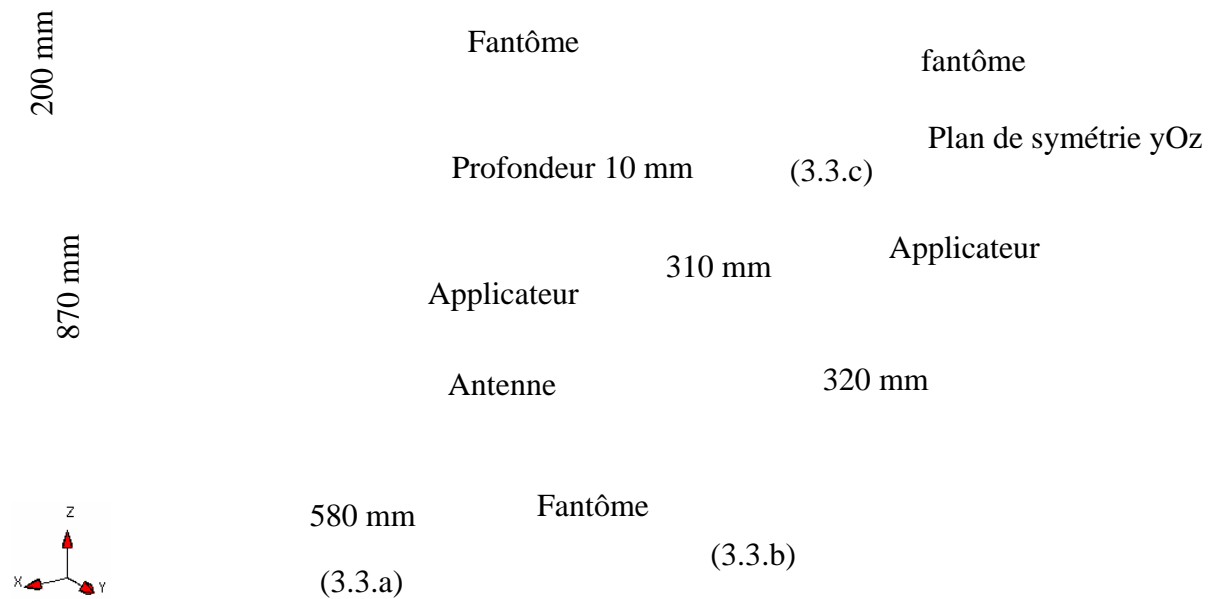 200 mm
Fantôme
fantôme
Plan de symétrie yOz
Profondeur 10 mm
(3.3.c)
870 mm
310 mm
Applicateur
Applicateur
Antenne
320 mm
580 mm
Fantôme
(3.3.a)
(3.3.b)
Z
X
Y